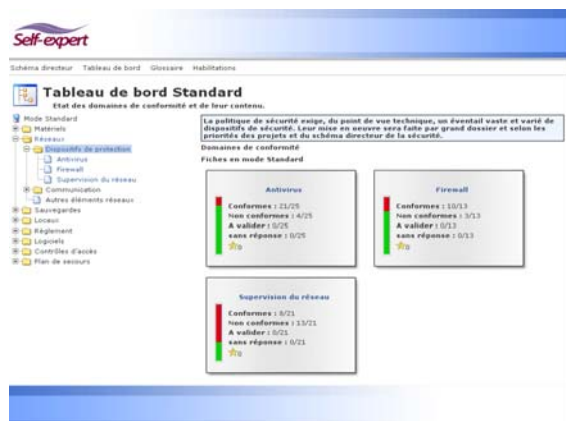 Self-expert
Schéma directeur Tableau de bord Glossaire Habilitations
Tableau de bord Standard
Etat des domaines de conformité et de leur contenu.
Mode Standard
Matériels
Réseaux
Dispositifs de protection
Antivirus
Firewall
Supervision du réseau
Communication
Autres éléments réseaux
Sauvegardes
Locaux
Règlement
Logiciels
Contrôles d'accès
Plan de secours
La politique de sécurité exige, du point de vue technique, un éventail vaste et varié de
dispositifs de sécurité. Leur mise en oeuvre sera faite par grand dossier et selon les
priorités des projets et du schéma directeur de la sécurité.
Domaines de conformité
Fiches en mode Standard
Antivirus
Conformes : 21/25
Non conformes : 4/25
A valider : 0/25
sans réponse : 0/25
0
Firewall
Conformes : 10/13
Non conformes : 3/13
A valider : 0/13
sans réponse : 0/13
0
Supervision du réseau
Conformes : 8/21
Non conformes : 13/21
A valider : 0/21
sans réponse : 0/21
0